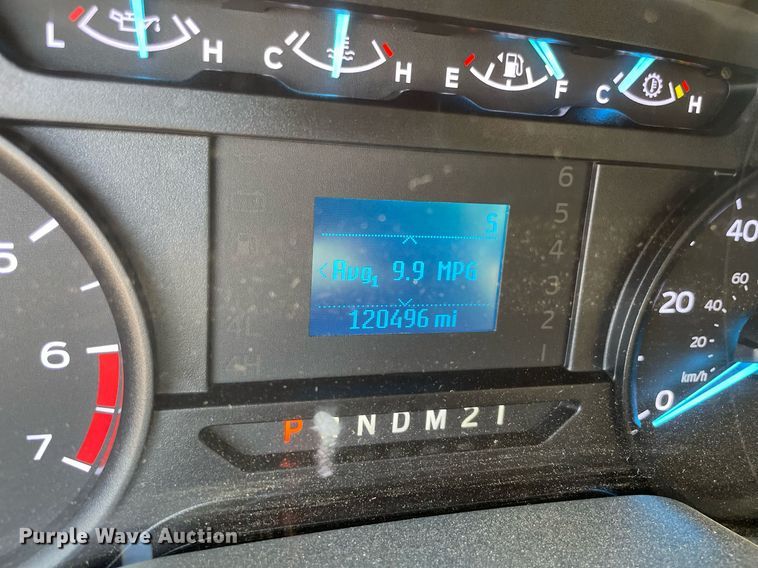 L H C H E F C H
6
5
4
3
2
1
S
Avg₁ 9.9 MPG
120496 mi
5
6
7
40
20
0
60
40
20
km/h
P NDM21
Purple Wave Auction